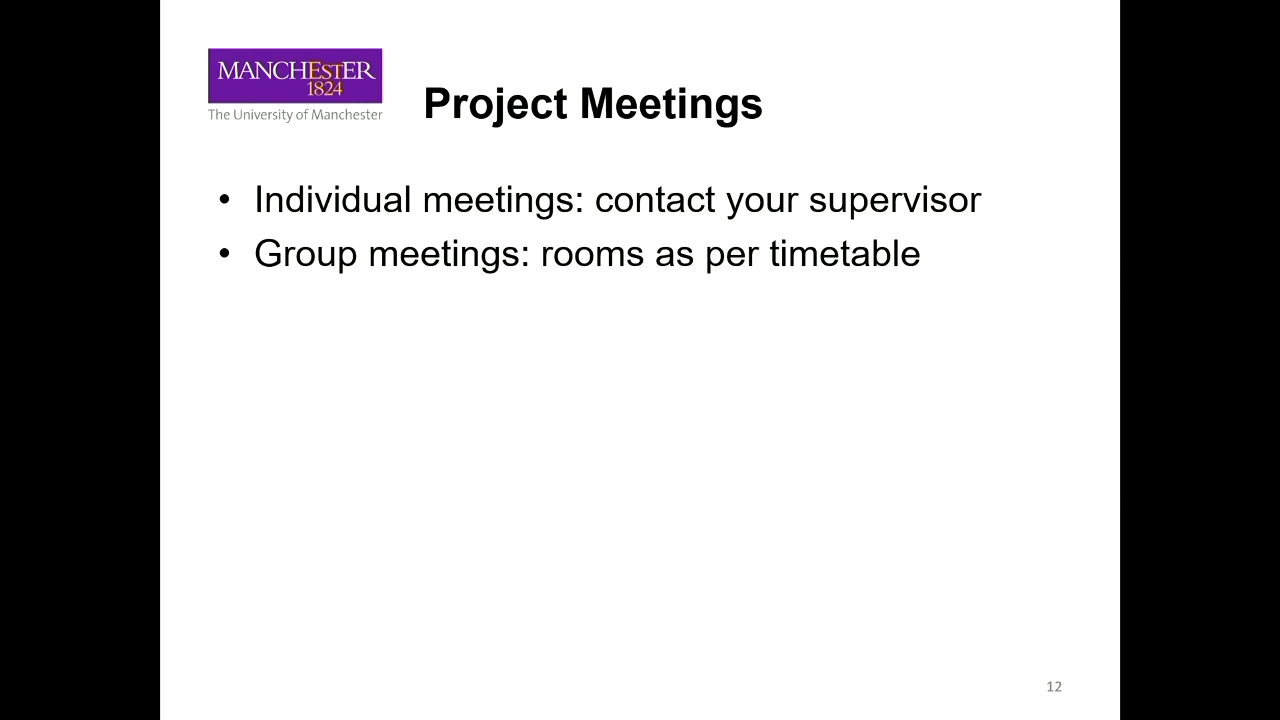 MANCHESTER
1824
The University of Manchester
Project Meetings
• Individual meetings: contact your supervisor
• Group meetings: rooms as per timetable
12